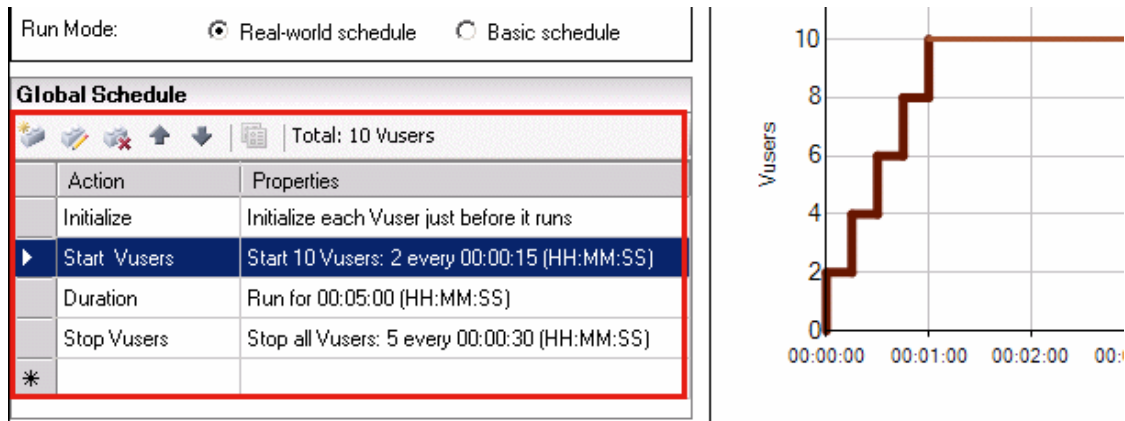 Run Mode: Real-world schedule Basic schedule
Global Schedule
Total: 10 Vusers
Action Properties
Initialize Initialize each Vuser just before it runs
Start Vusers Start 10 Vusers: 2 every 00:00:15 (HH:MM:SS)
Duration Run for 00:05:00 (HH:MM:SS)
Stop Vusers Stop all Vusers: 5 every 00:00:30 (HH:MM:SS)
*
Vusers
10
8
6
4
2
0
00:00:00 00:01:00 00:02:00 00: